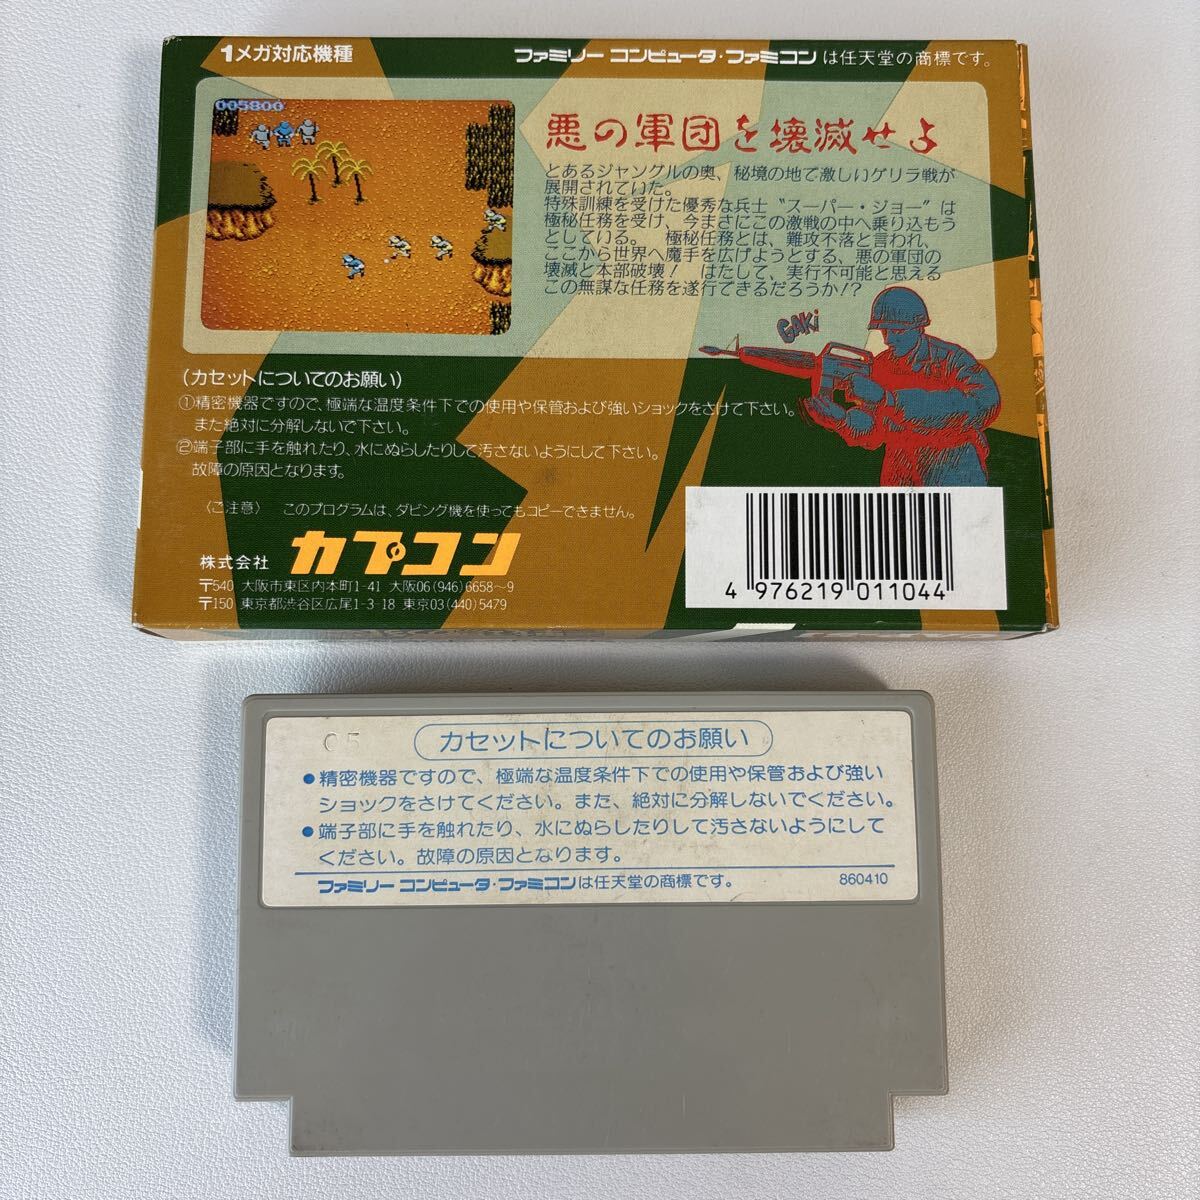 1メガ対応機種
ファミリー コンピュータ・ファミコン は任天堂の商標です。
005800
悪の軍団を壊滅せよ
とあるジャングルの奥、秘境の地で激しいゲリラ戦が
展開されていた。
特殊訓練を受けた優秀な兵士〝スーパー・ジョー〟は
極秘任務を受け、今まさにこの激戦の中へ乗り込もう
としている。 極秘任務とは、難攻不落と言われ、
ここから世界へ魔手を広げようとする、悪の軍団の
壊滅と本部破壊！ はたして、実行不可能と思える
この無謀な任務を遂行できるだろうか!?
GAKi
(カセットについてのお願い)
①精密機器ですので、極端な温度条件下での使用や保管および強いショックをさけて下さい。
また絶対に分解しないで下さい。
②端子部に手を触れたり、水にぬらしたりして汚さないようにして下さい。
故障の原因となります。
〈ご注意〉 このプログラムは、ダビング機を使ってもコピーできません。
株式会社 カプコン
〒540 大阪市東区内本町1-41 大阪06(946)6658〜9
〒150 東京都渋谷区広尾1-3-18 東京03(440)5479
4 976219 011044
05
カセットについてのお願い
●精密機器ですので、極端な温度条件下での使用や保管および強い
ショックをさけてください。また、絶対に分解しないでください。
●端子部に手を触れたり、水にぬらしたりして汚さないようにして
ください。故障の原因となります。
ファミリー コンピュータ・ファミコンは任天堂の商標です。
860410